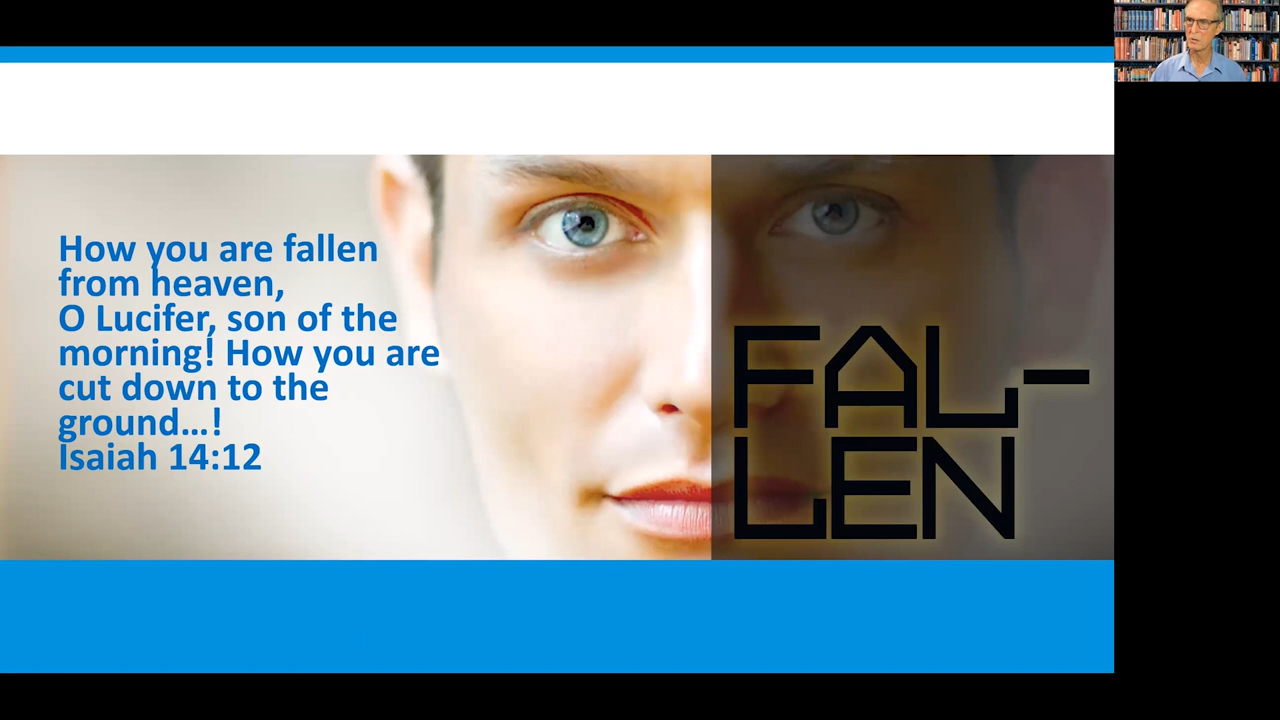 How you are fallen
from heaven,
O Lucifer, son of the
morning! How you are
cut down to the
ground...!
Isaiah 14:12
FAL-
LEN